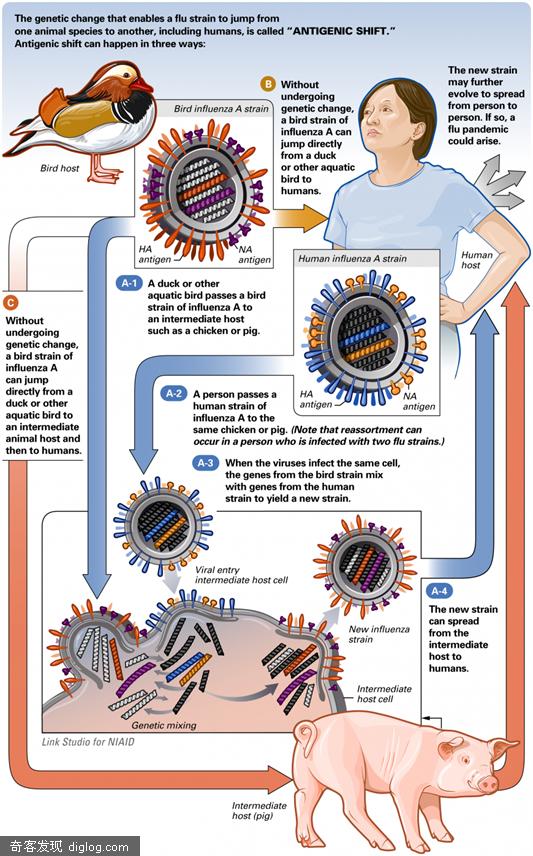 The genetic change that enables a flu strain to jump from
one animal species to another, including humans, is called “ANTIGENIC SHIFT.”
Antigenic shift can happen in three ways:
Bird host
Bird influenza A strain
HA
antigen
NA
antigen
B
Without
undergoing
genetic change,
a bird strain of
influenza A can
jump directly
from a duck
or other aquatic
bird to
humans.
The new strain
may further
evolve to spread
from person to
person. If so, a
flu pandemic
could arise.
Human
host
A-1
A duck or other
aquatic bird passes a bird
strain of influenza A to
an intermediate host
such as a chicken or pig.
Human influenza A strain
HA
antigen
NA
antigen
C
Without
undergoing
genetic change,
a bird strain of
influenza A
can jump
directly from a
duck or other
aquatic bird to
an intermediate
animal host and
then to humans.
A-2
A person passes a
human strain of
influenza A to the
same chicken or pig. (Note that reassortment can
occur in a person who is infected with two flu strains.)
A-3
When the viruses infect the same cell,
the genes from the bird strain mix
with genes from the human
strain to yield a new strain.
Viral entry
intermediate host cell
New influenza
strain
A-4
The new strain
can spread
from the
intermediate
host to
humans.
Intermediate
host cell
Genetic mixing
Link Studio for NIAID
Intermediate
host (pig)
奇客发现 diglog.com